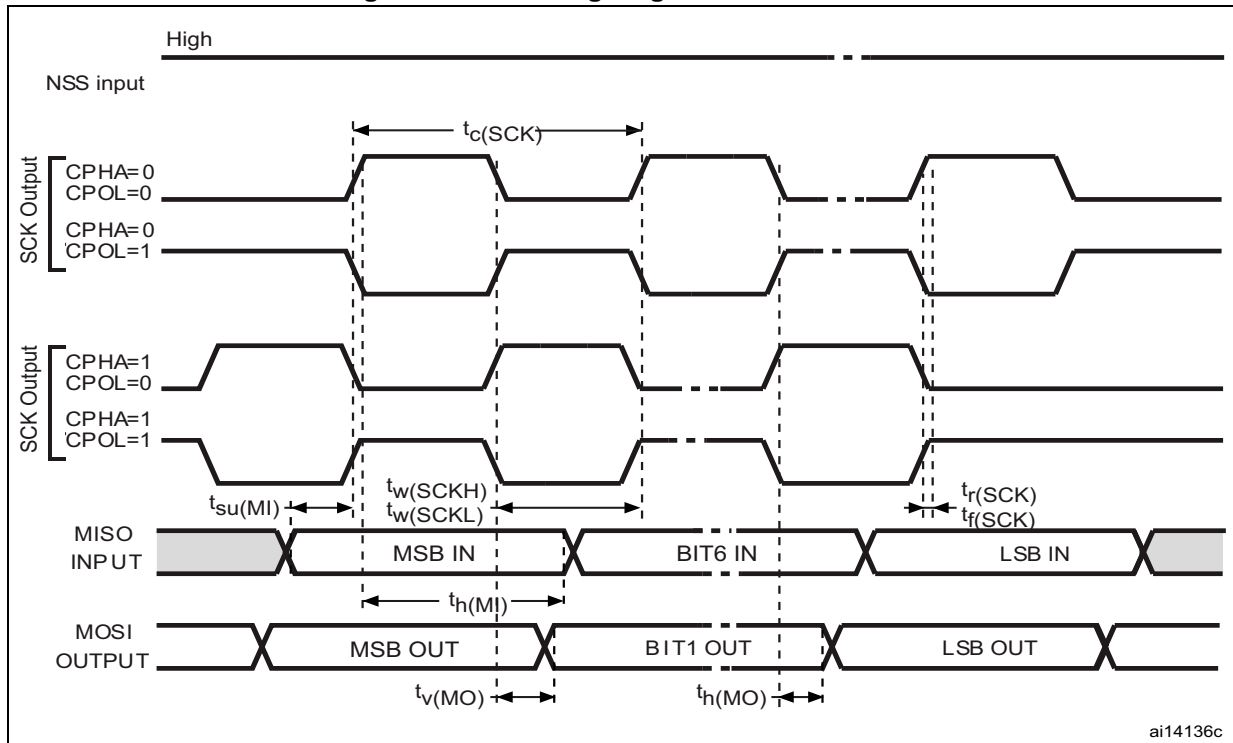 High
NSS input
tc(SCK)
SCK Output
CPHA=0
CPOL=0
CPHA=0
CPOL=1
SCK Output
CPHA=1
CPOL=0
CPHA=1
CPOL=1
tsu(MI)
tw(SCKH)
tw(SCKL)
tr(SCK)
tf(SCK)
MISO
INPUT
MSB IN
BIT6 IN
LSB IN
th(MI)
MOSI
OUTPUT
MSB OUT
BIT1 OUT
LSB OUT
tv(MO)
th(MO)
ai14136c